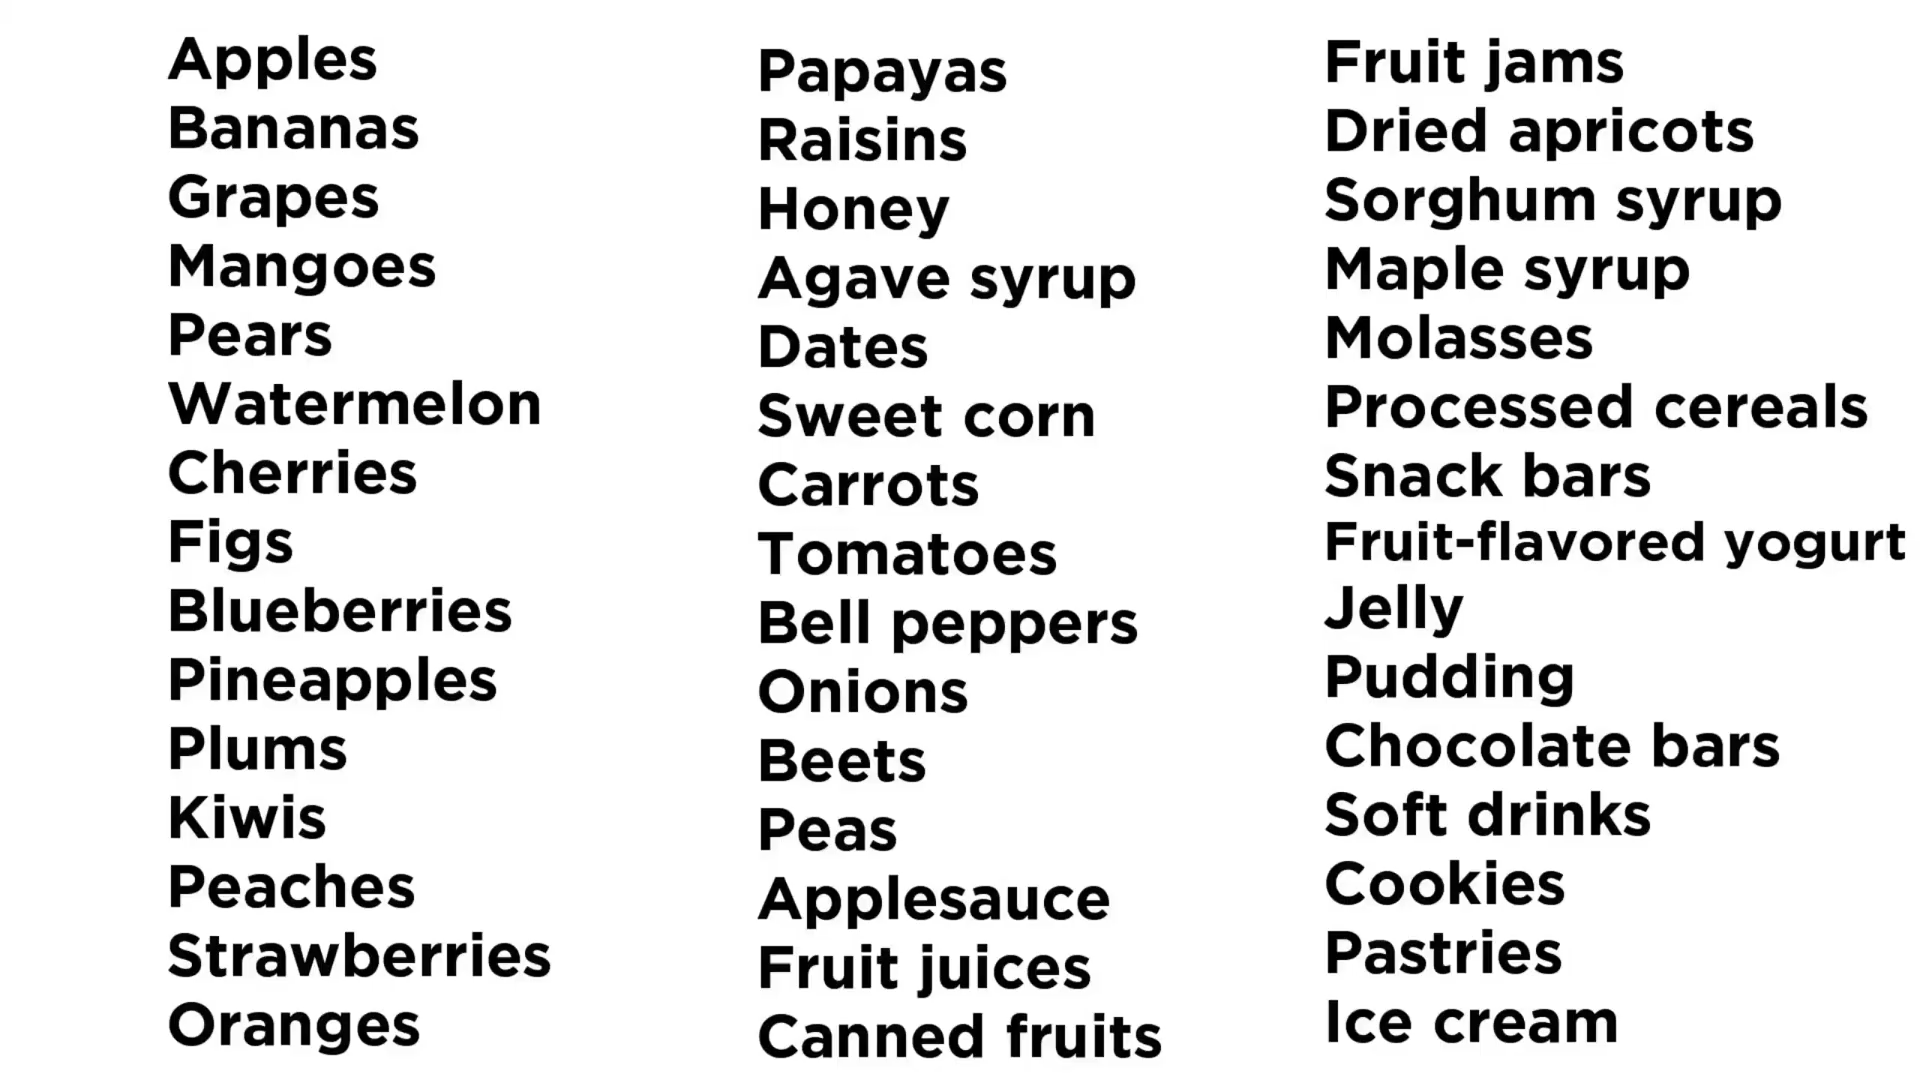 Apples
Bananas
Grapes
Mangoes
Pears
Watermelon
Cherries
Figs
Blueberries
Pineapples
Plums
Kiwis
Peaches
Strawberries
Oranges
Papayas
Raisins
Honey
Agave syrup
Dates
Sweet corn
Carrots
Tomatoes
Bell peppers
Onions
Beets
Peas
Applesauce
Fruit juices
Canned fruits
Fruit jams
Dried apricots
Sorghum syrup
Maple syrup
Molasses
Processed cereals
Snack bars
Fruit-flavored yogurt
Jelly
Pudding
Chocolate bars
Soft drinks
Cookies
Pastries
Ice cream